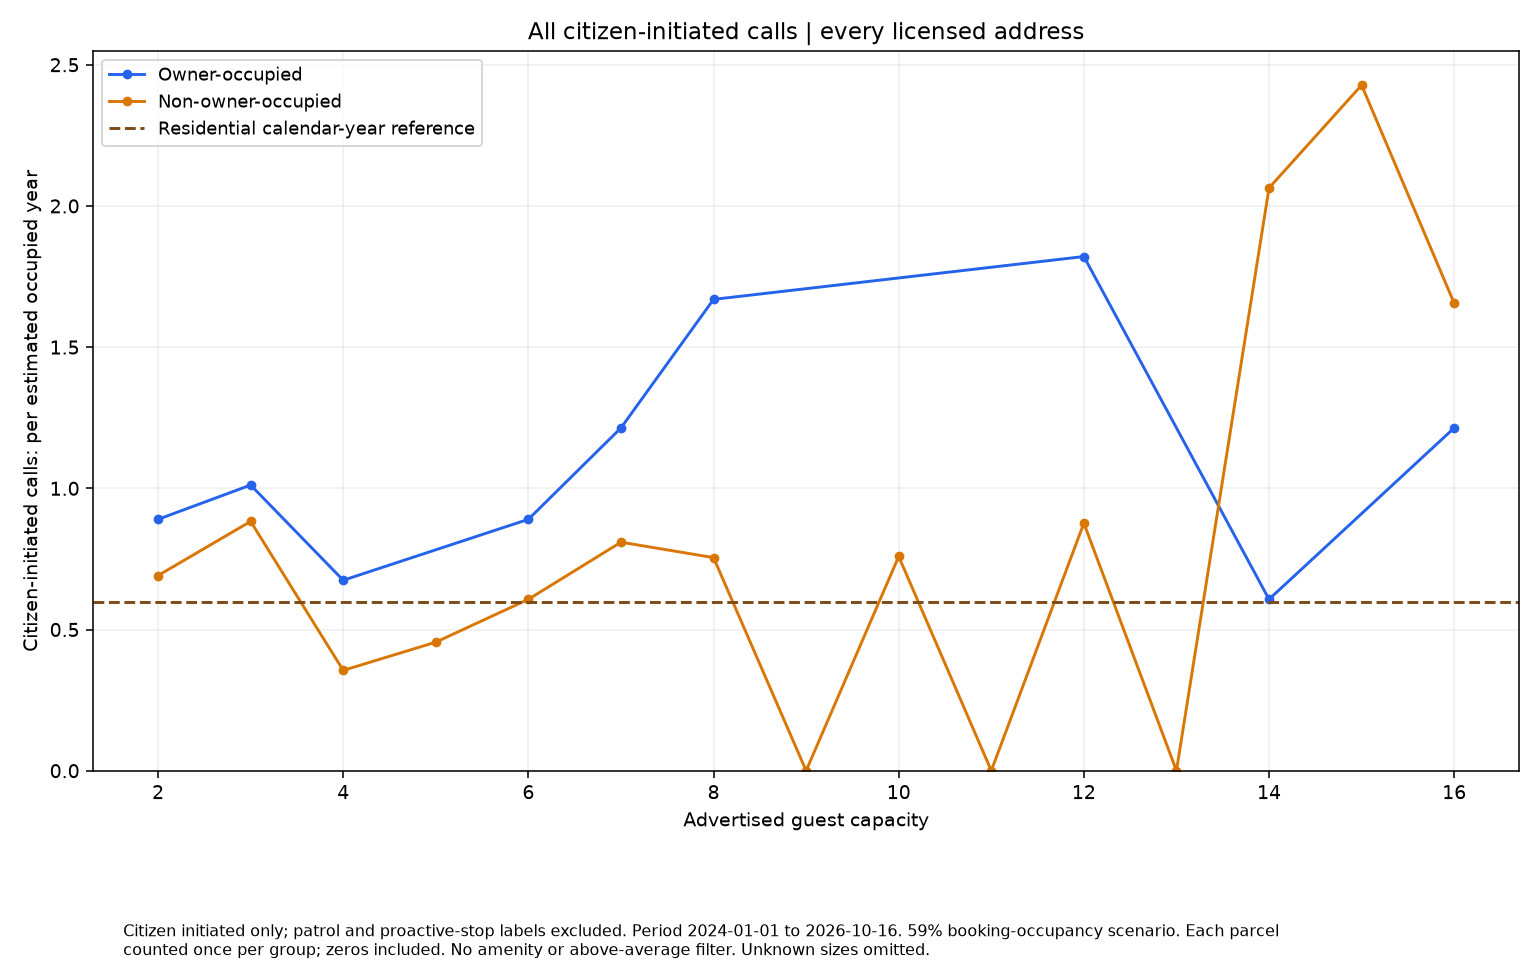 All citizen-initiated calls | every licensed address
Owner-occupied
Non-owner-occupied
Residential calendar-year reference
Citizen-initiated calls: per estimated occupied year
2.5
2.0
1.5
1.0
0.5
0.0
2 4 6 8 10 12 14 16
Advertised guest capacity
Citizen initiated only; patrol and proactive-stop labels excluded. Period 2024-01-01 to 2026-10-16. 59% booking-occupancy scenario. Each parcel
counted once per group; zeros included. No amenity or above-average filter. Unknown sizes omitted.